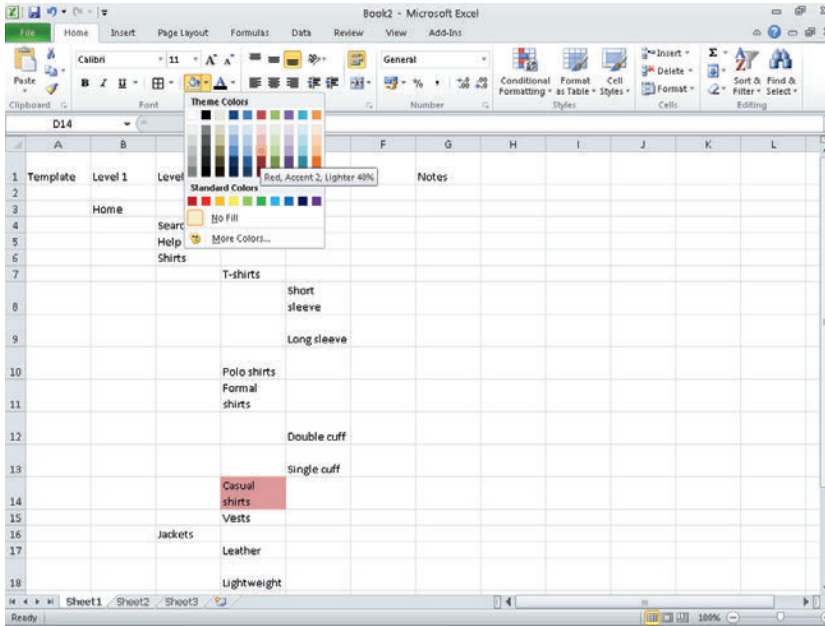 Book2 - Microsoft Excel
File Home Insert Page Layout Formulas Data Review View Add-Ins
Paste
Calibri 11 A A
B I U A
General
% ,
Conditional Formatting Format as Table Cell Styles
Insert
Delete
Format
Σ
Sort & Filter Find & Select
Clipboard Font Number Styles Cells Editing
D14
Theme Colors
Red, Accent 2, Lighter 40%
Standard Colors
No Fill
More Colors...
A B F G H I J K L
1 Template Level 1 Level Notes
2
3 Home
4 Searc
5 Help
6 Shirts
7 T-shirts
8 Short sleeve
9 Long sleeve
10 Polo shirts
11 Formal shirts
12 Double cuff
13 Single cuff
14 Casual shirts
15 Vests
16 Jackets
17 Leather
18 Lightweight
Sheet1 Sheet2 Sheet3
Ready 100%